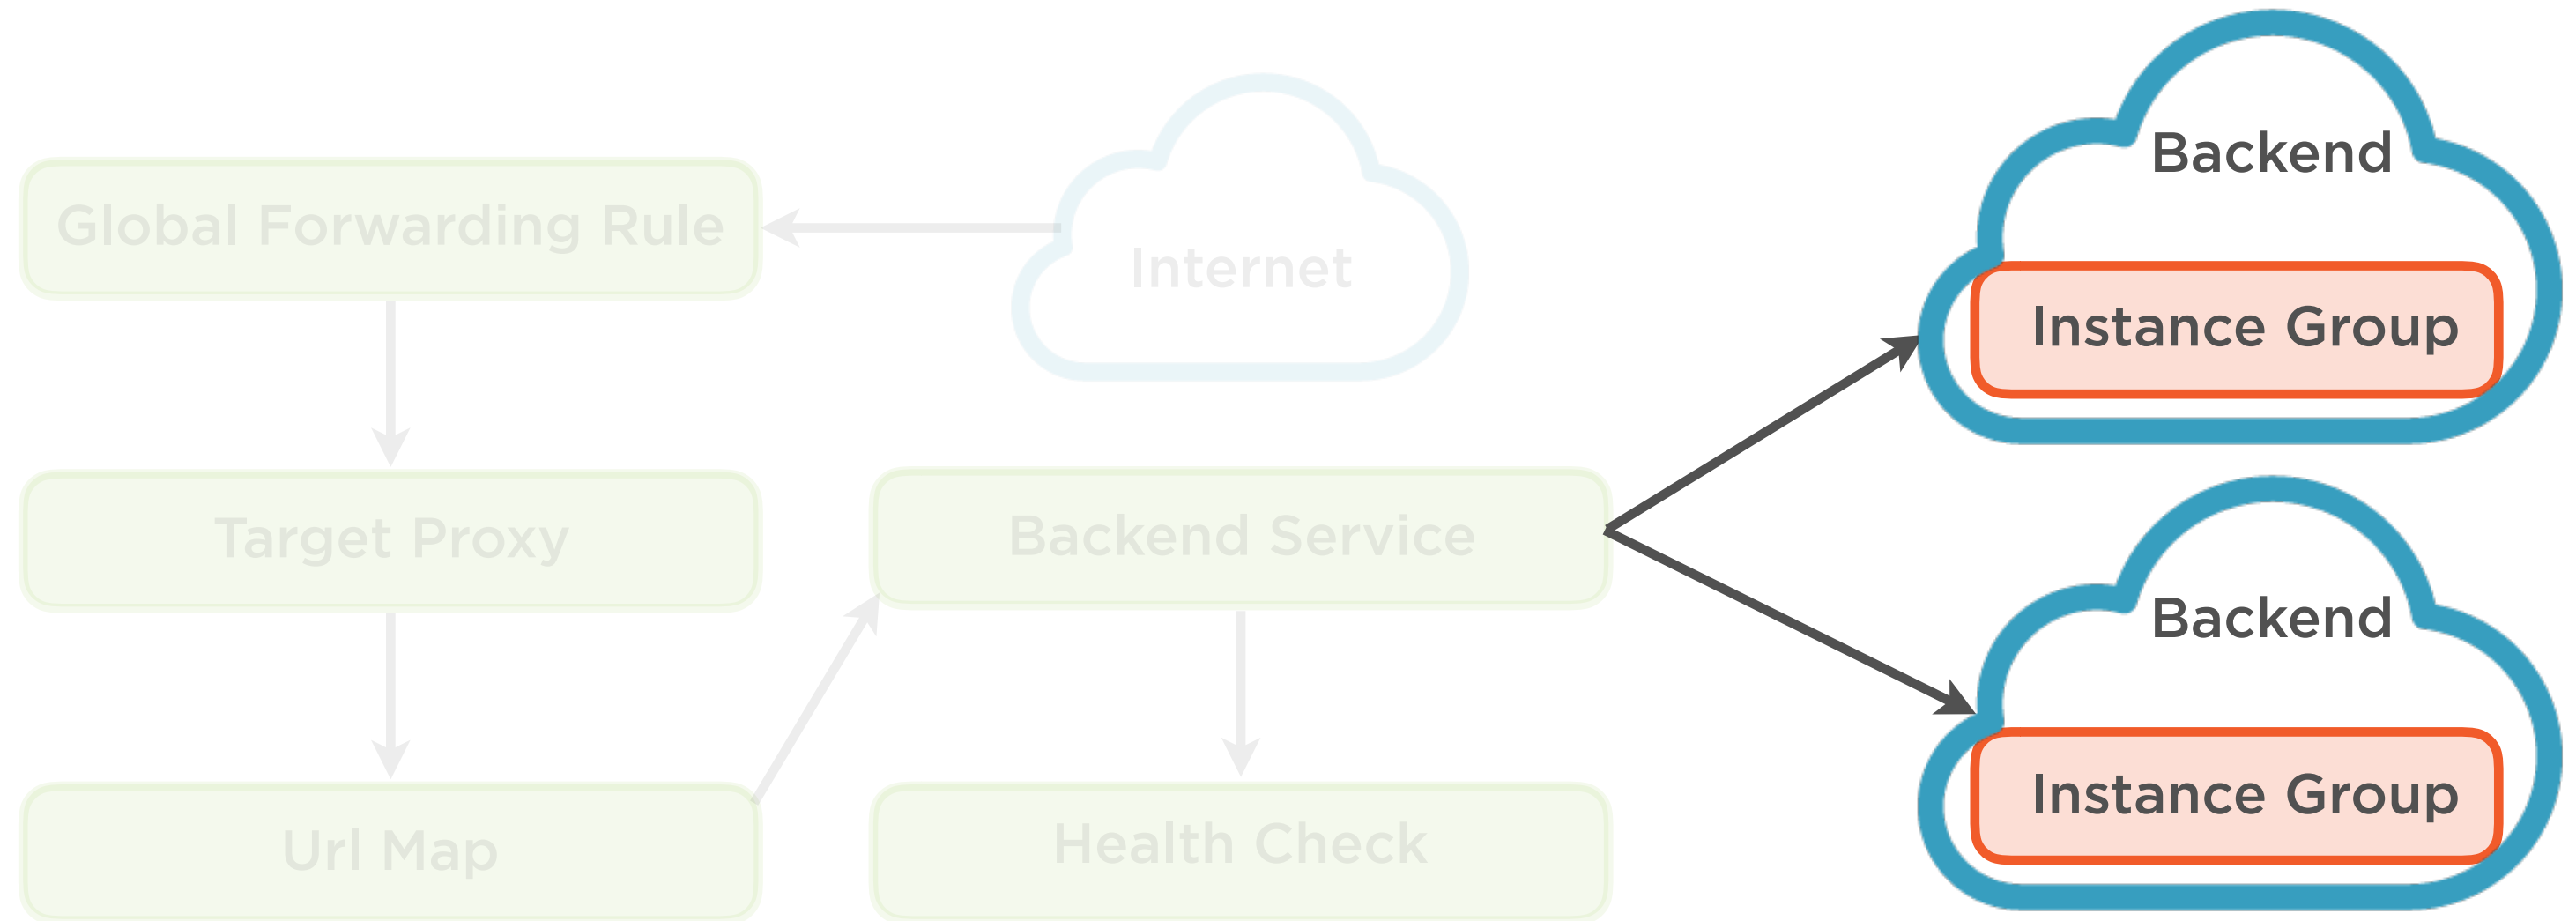 Global Forwarding Rule
Internet
Target Proxy
Backend Service
Url Map
Health Check
Backend
Instance Group
Backend
Instance Group